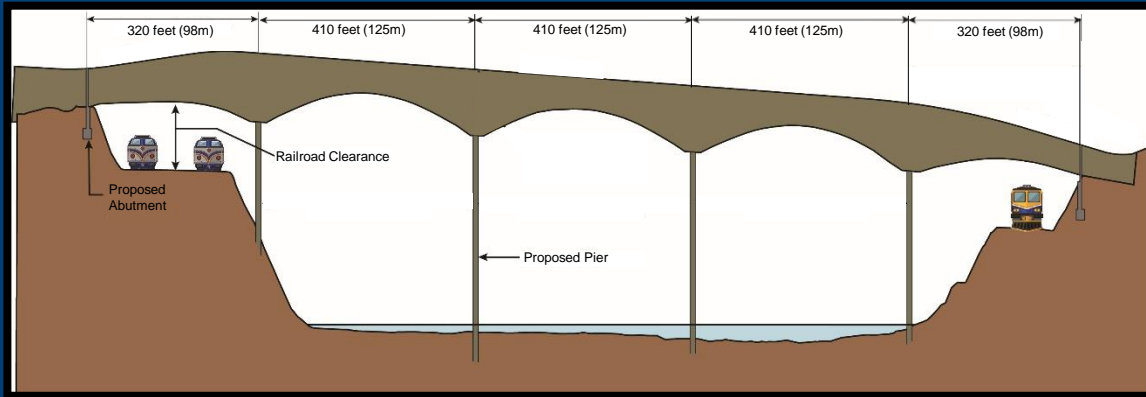 320 feet (98m)
410 feet (125m)
410 feet (125m)
410 feet (125m)
320 feet (98m)
Railroad Clearance
Proposed
Abutment
Proposed Pier